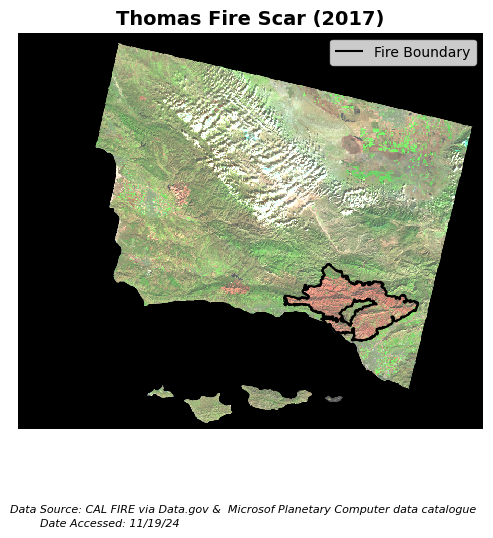 Thomas Fire Scar (2017)
Fire Boundary
Data Source: CAL FIRE via Data.gov &  Microsof Planetary Computer data catalogue
Date Accessed: 11/19/24